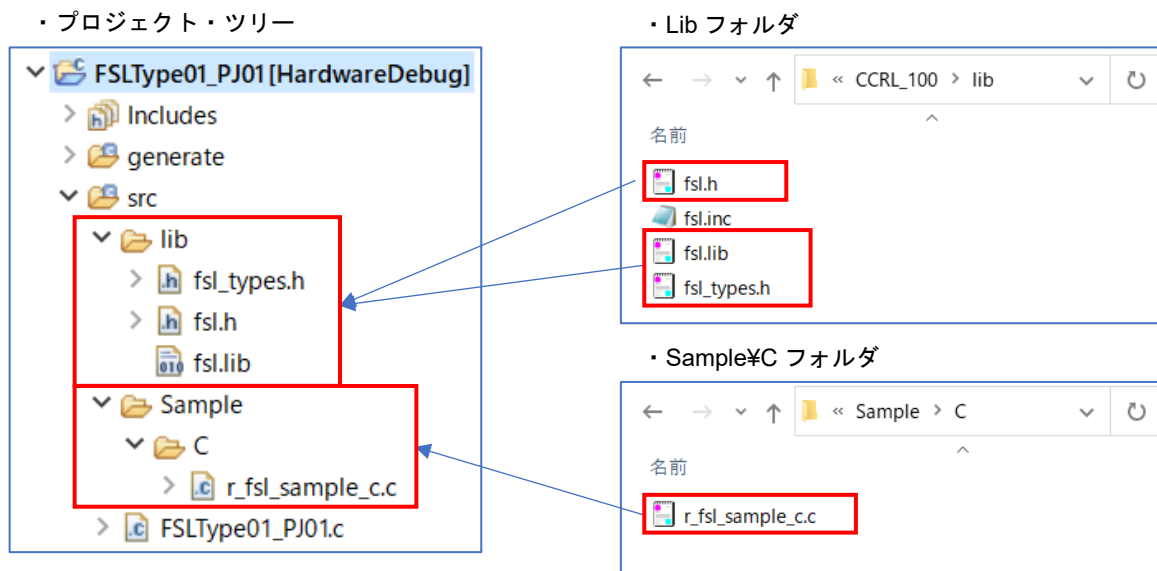 ・プロジェクト・ツリー
FSLType01_PJ01 [HardwareDebug]
Includes
generate
src
lib
fsl_types.h
fsl.h
fsl.lib
Sample
C
r_fsl_sample_c.c
FSLType01_PJ01.c
・Lib フォルダ
« CCRL_100 > lib
名前
fsl.h
fsl.inc
fsl.lib
fsl_types.h
・Sample¥C フォルダ
« Sample > C
名前
r_fsl_sample_c.c